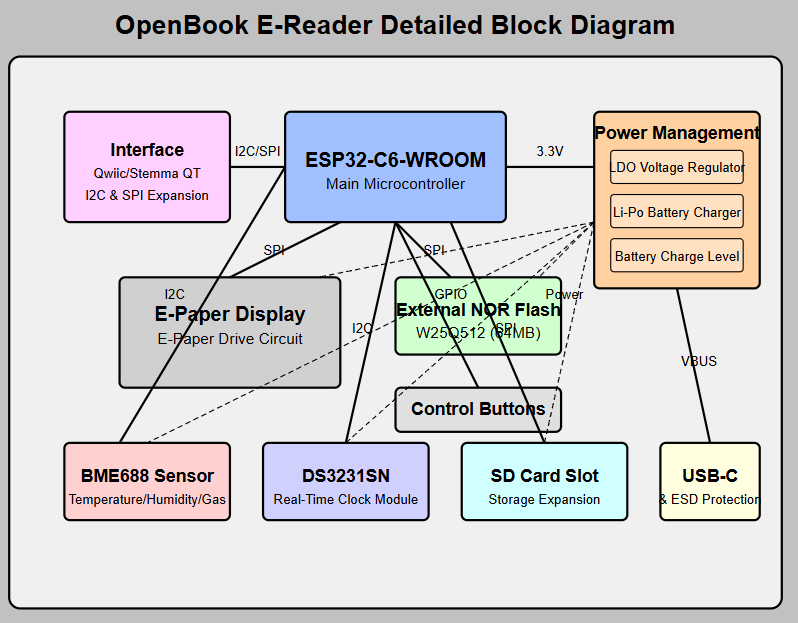 OpenBook E-Reader Detailed Block Diagram
Interface
Qwiic/Stemma QT
I2C & SPI Expansion
I2C/SPI
ESP32-C6-WROOM
Main Microcontroller
3.3V
Power Management
LDO Voltage Regulator
Li-Po Battery Charger
Battery Charge Level
SPI
SPI
I2C
GPIO
Power
E-Paper Display
E-Paper Drive Circuit
I2C
External NOR Flash
W25Q512 (64MB)
SPI
VBUS
Control Buttons
BME688 Sensor
Temperature/Humidity/Gas
DS3231SN
Real-Time Clock Module
SD Card Slot
Storage Expansion
USB-C
& ESD Protection